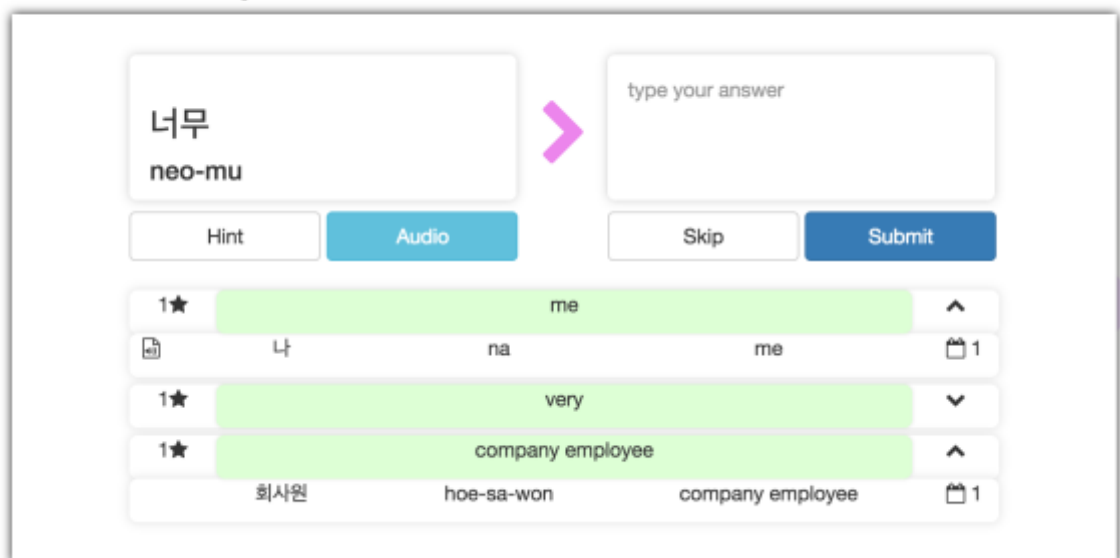 너무
neo-mu
type your answer
Hint
Audio
Skip
Submit
1★ me
나 na me 1
1★ very
1★ company employee
회사원 hoe-sa-won company employee 1